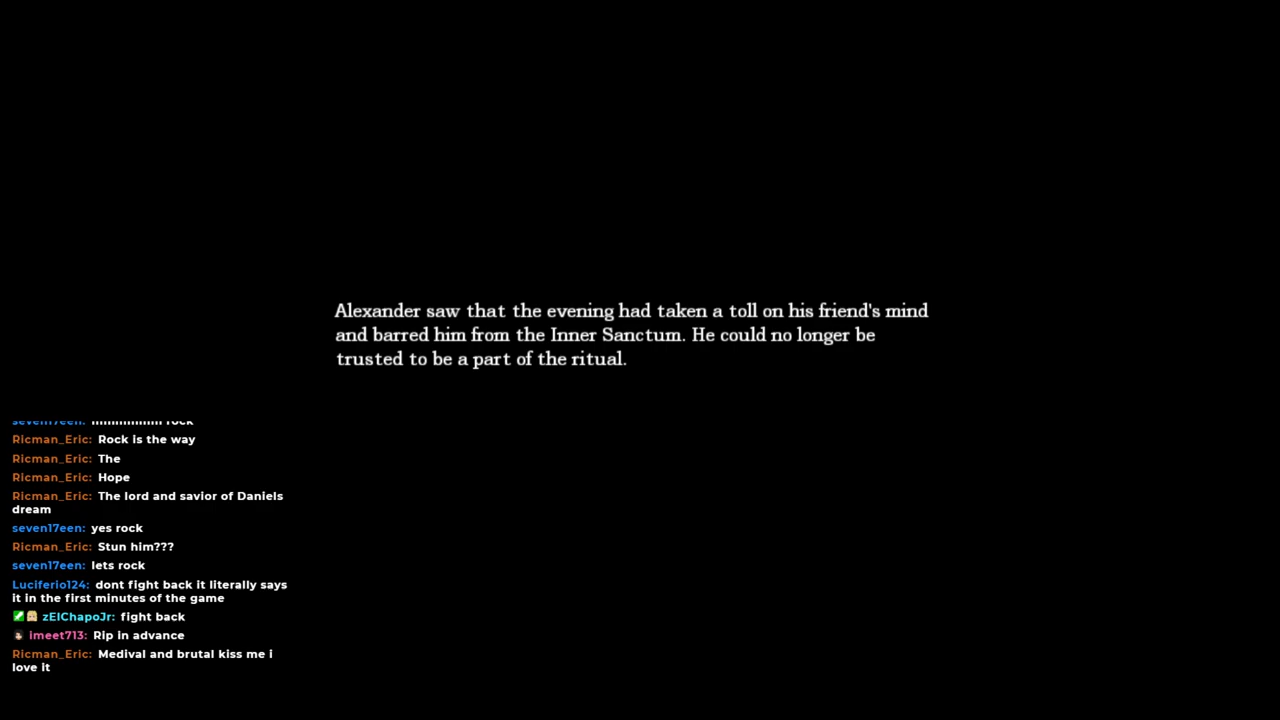 Alexander saw that the evening had taken a toll on his friend's mind
and barred him from the Inner Sanctum. He could no longer be
trusted to be a part of the ritual.
rock
Ricman_Eric: Rock is the way
Ricman_Eric: The
Ricman_Eric: Hope
Ricman_Eric: The lord and savior of Daniels
dream
seven17een: yes rock
Ricman_Eric: Stun him???
seven17een: lets rock
Luciferio124: dont fight back it literally says
it in the first minutes of the game
zElChapoJr: fight back
imeet713: Rip in advance
Ricman_Eric: Medival and brutal kiss me i
love it